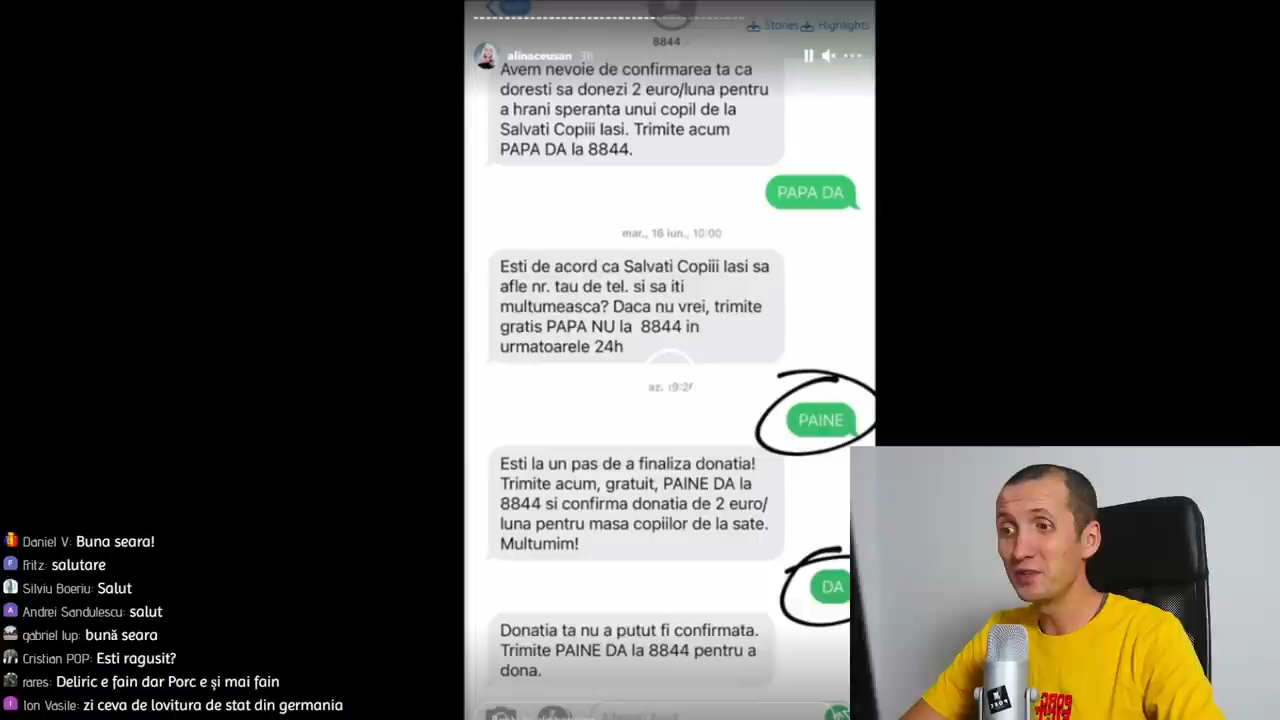 Stories Highlights
8844
alinaceusan 3h
Avem nevoie de confirmarea ta ca
doresti sa donezi 2 euro/luna pentru
a hrani speranta unui copil de la
Salvati Copiii Iasi. Trimite acum
PAPA DA la 8844.
PAPA DA
mar., 16 iun., 10:00
Esti de acord ca Salvati Copiii Iasi sa
afle nr. tau de tel. si sa iti
multumeasca? Daca nu vrei, trimite
gratis PAPA NU la 8844 in
urmatoarele 24h
PAINE
Esti la un pas de a finaliza donatia!
Trimite acum, gratuit, PAINE DA la
8844 si confirma donatia de 2 euro/
luna pentru masa copiilor de la sate.
Multumim!
DA
Donatia ta nu a putut fi confirmata.
Trimite PAINE DA la 8844 pentru a
dona.
Daniel V: Buna seara!
Fritz: salutare
Silviu Boeriu: Salut
Andrei Sandulescu: salut
gabriel lup: bună seara
Cristian POP: Esti ragusit?
rares: Deliric e fain dar Porc e și mai fain
Ion Vasile: zi ceva de lovitura de stat din germania